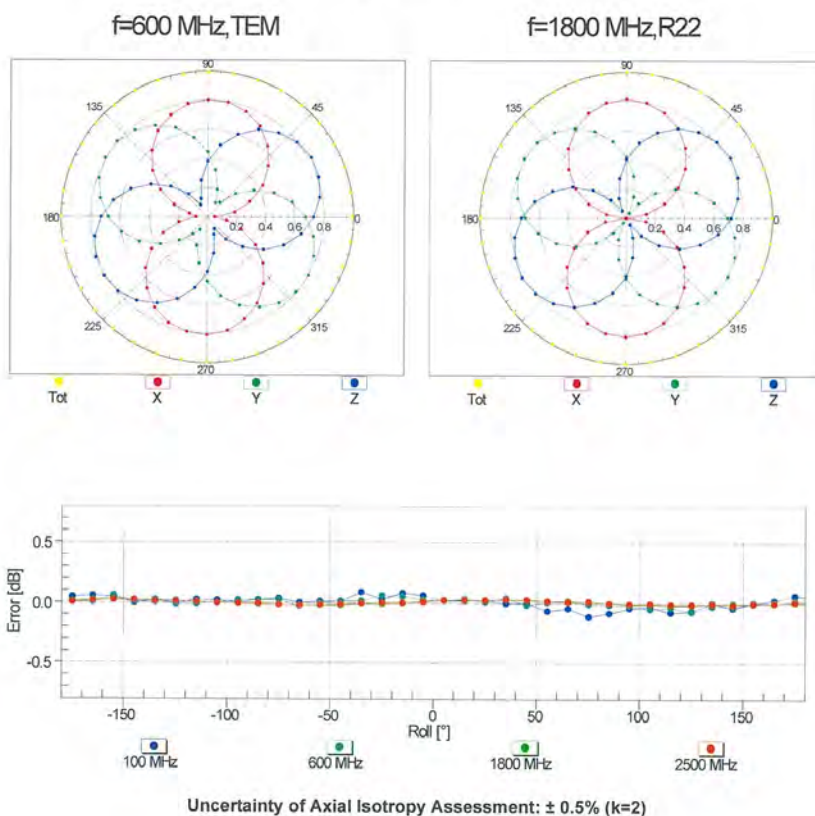 f=600 MHz,TEM
f=1800 MHz,R22
90
135
45
180
0.2 0.4 0.6 0.8
0
225
315
270
Tot X Y Z
90
135
45
180
0.2 0.4 0.6 0.8
0
225
315
270
Tot X Y Z
0.5
0.0
-0.5
Error [dB]
-150 -100 -50 0 50 100 150
Roll [°]
100 MHz 600 MHz 1800 MHz 2500 MHz
Uncertainty of Axial Isotropy Assessment: ± 0.5% (k=2)